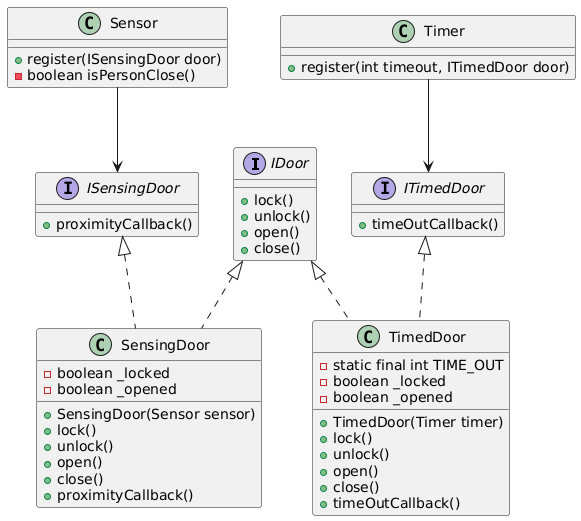 C Sensor
register(ISensingDoor door)
boolean isPersonClose()
C Timer
register(int timeout, ITimedDoor door)
I ISensingDoor
proximityCallback()
I IDoor
lock()
unlock()
open()
close()
I ITimedDoor
timeOutCallback()
C SensingDoor
boolean _locked
boolean _opened
SensingDoor(Sensor sensor)
lock()
unlock()
open()
close()
proximityCallback()
C TimedDoor
static final int TIME_OUT
boolean _locked
boolean _opened
TimedDoor(Timer timer)
lock()
unlock()
open()
close()
timeOutCallback()